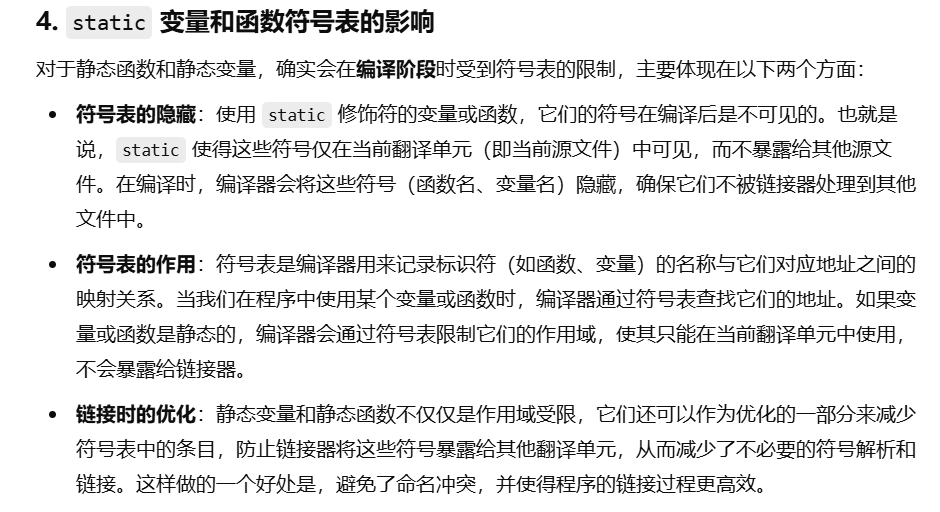 4. static 变量和函数符号表的影响
对于静态函数和静态变量，确实会在编译阶段时受到符号表的限制，主要体现在以下两个方面：
• 符号表的隐藏：使用 static 修饰符的变量或函数，它们的符号在编译后是不可见的。也就是
说，static 使得这些符号仅在当前翻译单元（即当前源文件）中可见，而不暴露给其他源文
件。在编译时，编译器会将这些符号（函数名、变量名）隐藏，确保它们不被链接器处理到其他
文件中。
• 符号表的作用：符号表是编译器用来记录标识符（如函数、变量）的名称与它们对应地址之间的
映射关系。当我们在程序中使用某个变量或函数时，编译器通过符号表查找它们的地址。如果变
量或函数是静态的，编译器会通过符号表限制它们的作用域，使其只能在当前翻译单元中使用，
不会暴露给链接器。
• 链接时的优化：静态变量和静态函数不仅仅是作用域受限，它们还可以作为优化的一部分来减少
符号表中的条目，防止链接器将这些符号暴露给其他翻译单元，从而减少了不必要的符号解析和
链接。这样做的一个好处是，避免了命名冲突，并使得程序的链接过程更高效。